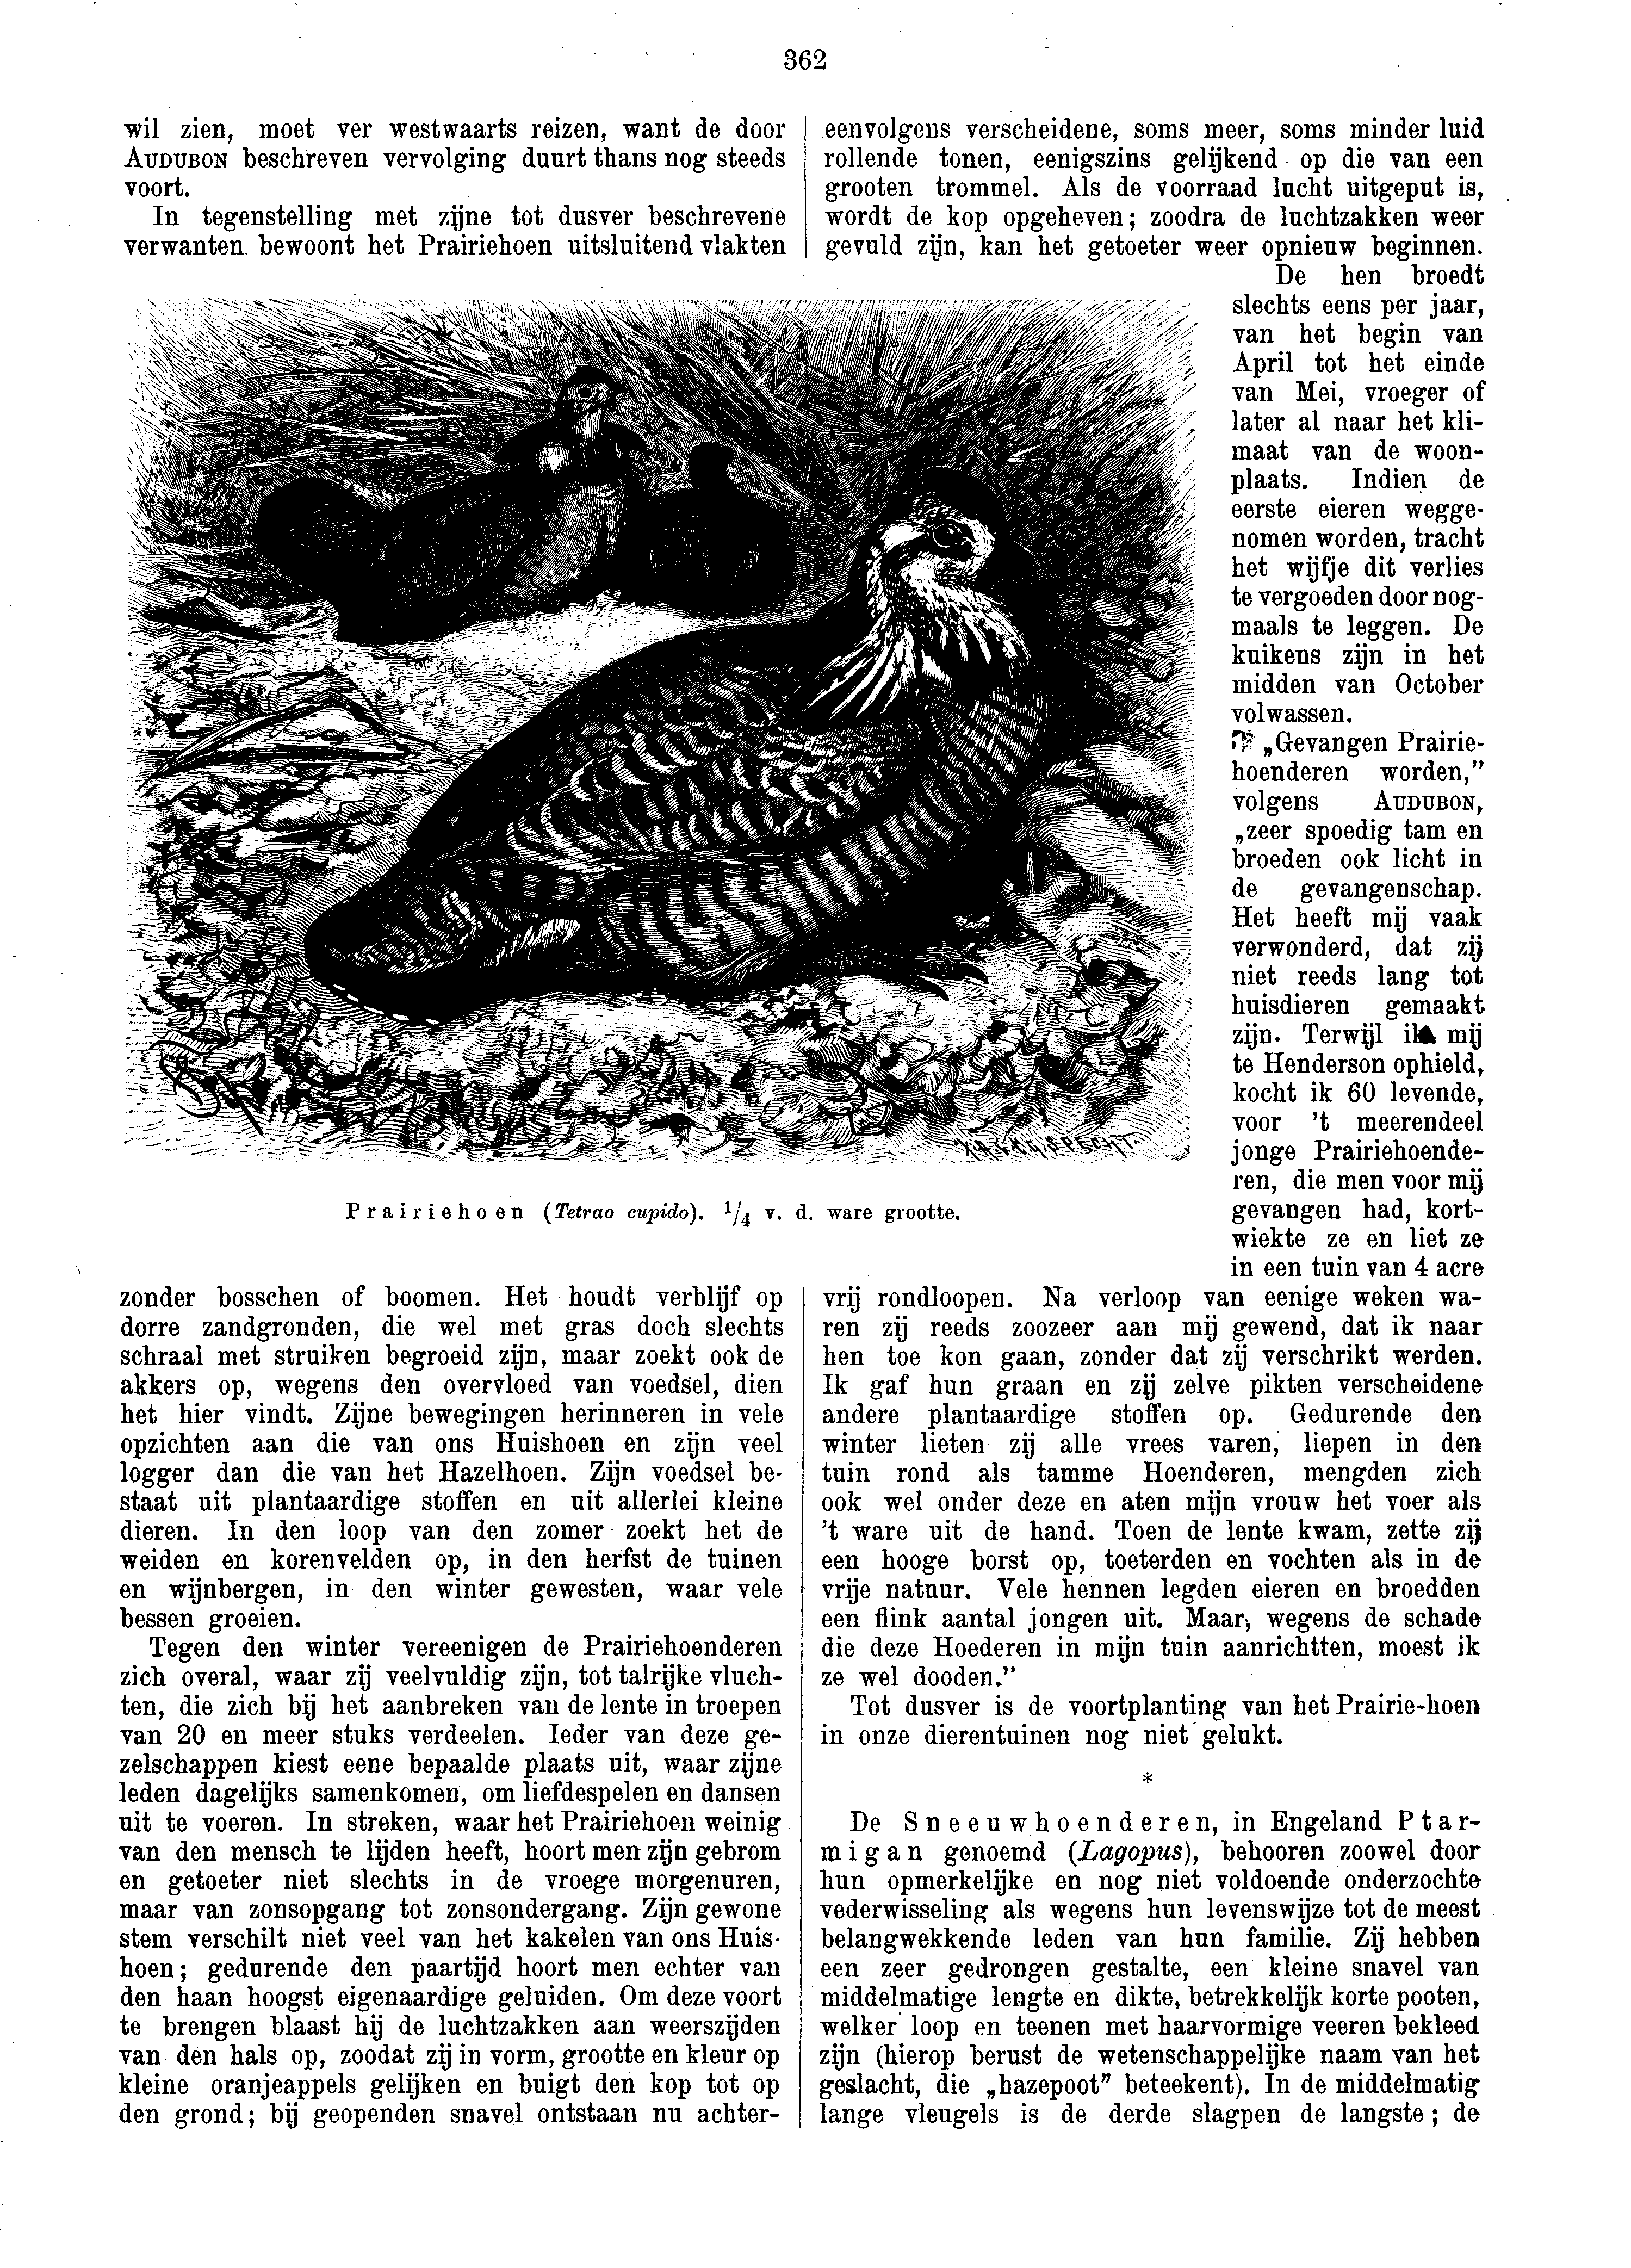 362
wil zien, moet ver westwaarts reizen, want de door
AUDUBON beschreven vervolging duurt thans nog steeds
voort.
In tegenstelling met zijne tot dusver beschrevene
verwanten bewoont het Prairiehoen uitsluitend vlakten
zonder bosschen of boomen. Het houdt verblijf op
dorre zandgronden, die wel met gras doch slechts
schraal met struiken begroeid zijn, maar zoekt ook de
akkers op, wegens den overvloed van voedsel, dien
het hier vindt. Zijne bewegingen herinneren in vele
opzichten aan die van ons Huishoen en zijn veel
logger dan die van het Hazelhoen. Zijn voedsel be-
staat uit plantaardige stoffen en uit allerlei kleine
dieren. In den loop van den zomer zoekt het de
weiden en korenvelden op, in den herfst de tuinen
en wijnbergen, in den winter gewesten, waar vele
bessen groeien.
Tegen den winter vereenigen de Prairiehoenderen
zich overal, waar zij veelvuldig zijn, tot talrijke vluch-
ten, die zich bij het aanbreken van de lente in troepen
van 20 en meer stuks verdeelen. Ieder van deze ge-
zelschappen kiest eene bepaalde plaats uit, waar zijne
leden dagelijks samenkomen, om liefdespelen en dansen
uit te voeren. In streken, waar het Prairiehoen weinig
van den mensch te lijden heeft, hoort men zijn gebrom
en getoeter niet slechts in de vroege morgenuren,
maar van zonsopgang tot zonsondergang. Zijn gewone
stem verschilt niet veel van het kakelen van ons Huis-
hoen; gedurende den paartijd hoort men echter van
den haan hoogst eigenaardige geluiden. Om deze voort
te brengen blaast hij de luchtzakken aan weerszijden
van den hals op, zoodat zij in vorm, grootte en kleur op
kleine oranjeappels gelijken en buigt den kop tot op
den grond; bij geopenden snavel ontstaan nu achter-
eenvolgens verscheidene, soms meer, soms minder luid
rollende tonen, eenigszins gelijkend op die van een
grooten trommel. Als de voorraad lucht uitgeput is,
wordt de kop opgeheven; zoodra de luchtzakken weer
gevuld zijn, kan het getoeter weer opnieuw beginnen.
De hen broedt
slechts eens per jaar,
van het begin van
April tot het einde
van Mei, vroeger of
later al naar het kli-
maat van de woon-
plaats. Indien de
eerste eieren wegge-
nomen worden, tracht
het wijfje dit verlies
te vergoeden door nog-
maals te leggen. De
kuikens zijn in het
midden van October
volwassen.
„Gevangen Prairie-
hoenderen worden,”
volgens AUDUBON,
„zeer spoedig tam en
broeden ook licht in
de gevangenschap.
Het heeft mij vaak
verwonderd, dat zij
niet reeds lang tot
huisdieren gemaakt
zijn. Terwijl ik mij
te Henderson ophield,
kocht ik 60 levende,
voor 't meerendeel
jonge Prairiehoende-
ren, die men voor mij
gevangen had, kort-
wiekte ze en liet ze
in een tuin van 4 acre
vrij rondloopen. Na verloop van eenige weken wa-
ren zij reeds zoozeer aan mij gewend, dat ik naar
hen toe kon gaan, zonder dat zij verschrikt werden.
Ik gaf hun graan en zij zelve pikten verscheidene
andere plantaardige stoffen op. Gedurende den
winter lieten zij alle vrees varen, liepen in den
tuin rond als tamme Hoenderen, mengden zich
ook wel onder deze en aten mijn vrouw het voer als
't ware uit de hand. Toen de lente kwam, zette zij
een hooge borst op, toeterden en vochten als in de
vrije natuur. Vele hennen legden eieren en broedden
een flink aantal jongen uit. Maar, wegens de schade
die deze Hoederen in mijn tuin aanrichtten, moest ik
ze wel dooden.”
Tot dusver is de voortplanting van het Prairie-hoen
in onze dierentuinen nog niet gelukt.
*
De Sneeuwhoenderen, in Engeland Ptar-
migan genoemd (Lagopus), behooren zoowel door
hun opmerkelijke en nog niet voldoende onderzochte
vederwisseling als wegens hun levenswijze tot de meest
belangwekkende leden van hun familie. Zij hebben
een zeer gedrongen gestalte, een kleine snavel van
middelmatige lengte en dikte, betrekkelijk korte pooten,
welker loop en teenen met haarvormige veeren bekleed
zijn (hierop berust de wetenschappelijke naam van het
geslacht, die „hazepoot” beteekent). In de middelmatig
lange vleugels is de derde slagpen de langste; de
Prairiehoen (Tetrao cupido). 1/4 v. d. ware grootte.